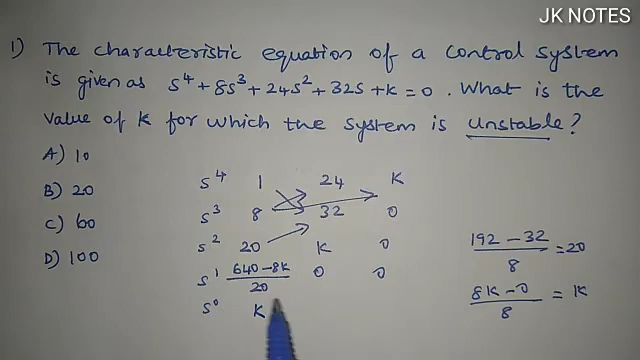 JK NOTES
1) The characteristic equation of a control system
is given as s⁴ + 8s³ + 24s² + 32s + k = 0. What is the
value of k for which the system is unstable?
A) 10
B) 20
C) 60
D) 100
s⁴ 1 24 K
s³ 8 32 0
s² 20 K 0
s¹ (640 - 8K)/20 0 0
s⁰ K
(192 - 32)/8 = 20
(8K - 0)/8 = K